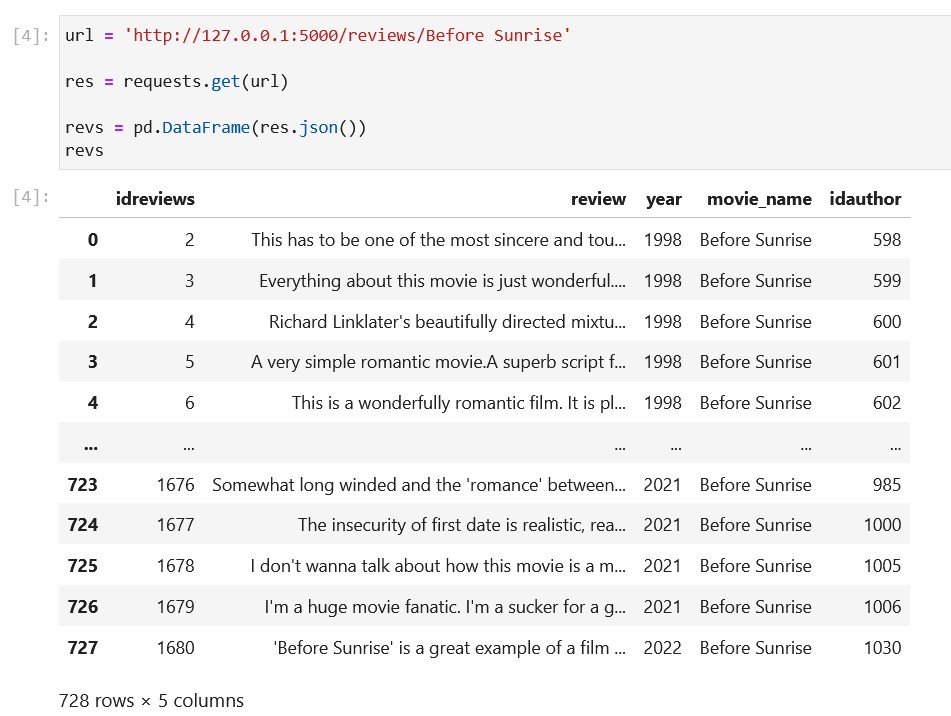 [4]: url = 'http://127.0.0.1:5000/reviews/Before Sunrise'
res = requests.get(url)
revs = pd.DataFrame(res.json())
revs
[4]: idreviews review year movie_name idauthor
0 2 This has to be one of the most sincere and tou... 1998 Before Sunrise 598
1 3 Everything about this movie is just wonderful.... 1998 Before Sunrise 599
2 4 Richard Linklater's beautifully directed mixtu... 1998 Before Sunrise 600
3 5 A very simple romantic movie.A superb script f... 1998 Before Sunrise 601
4 6 This is a wonderfully romantic film. It is pl... 1998 Before Sunrise 602
... ... ... ... ... ...
723 1676 Somewhat long winded and the 'romance' between... 2021 Before Sunrise 985
724 1677 The insecurity of first date is realistic, rea... 2021 Before Sunrise 1000
725 1678 I don't wanna talk about how this movie is a m... 2021 Before Sunrise 1005
726 1679 I'm a huge movie fanatic. I'm a sucker for a g... 2021 Before Sunrise 1006
727 1680 'Before Sunrise' is a great example of a film ... 2022 Before Sunrise 1030
728 rows × 5 columns